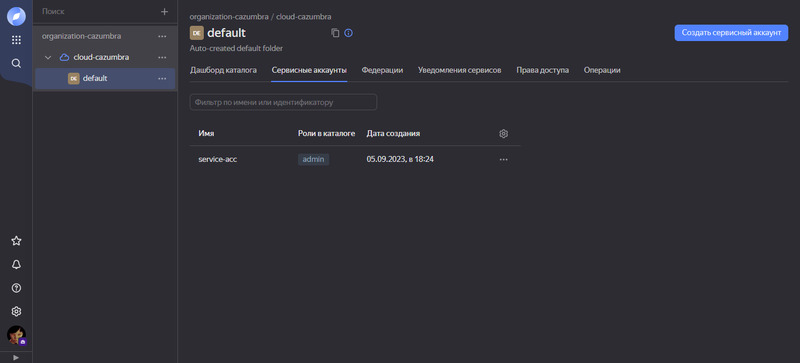 Поиск
organization-cazumbra
cloud-cazumbra
DE default
organization-cazumbra / cloud-cazumbra
DE default
Auto-created default folder
Создать сервисный аккаунт
Дашборд каталога Сервисные аккаунты Федерации Уведомления сервисов Права доступа Операции
Фильтр по имени или идентификатору
Имя Роли в каталоге Дата создания
service-acc admin 05.09.2023, в 18:24